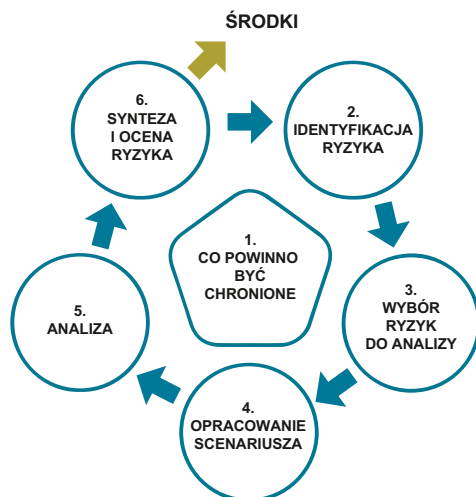 ŚRODKI
1.
CO POWINNO
BYĆ
CHRONIONE
2.
IDENTYFIKACJA
RYZYKA
3.
WYBÓR
RYZYK
DO ANALIZY
4.
OPRACOWANIE
SCENARIUSZA
5.
ANALIZA
6.
SYNTEZA
I OCENA
RYZYKA